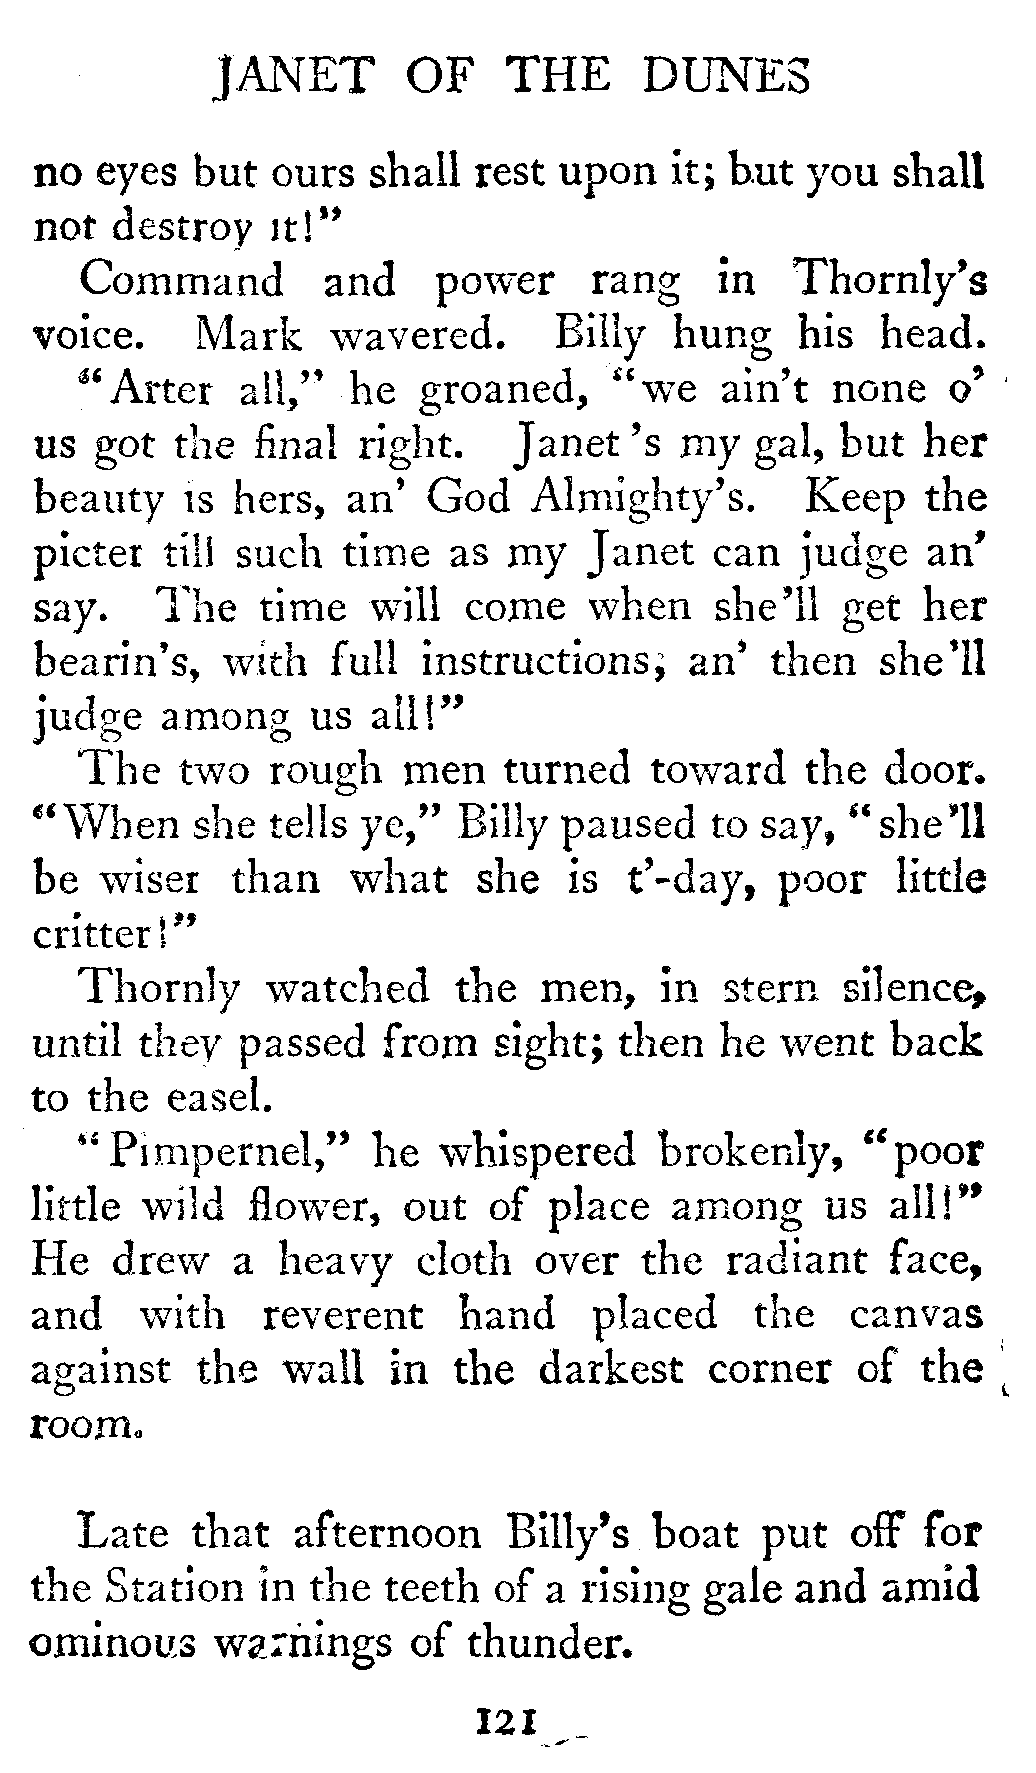 JANET OF THE DUNES
no eyes but ours shall rest upon it; but you shall
not destroy it!"
Command and power rang in Thornly's
voice. Mark wavered. Billy hung his head.
"Arter all," he groaned, "we ain't none o'
us got the final right. Janet's my gal, but her
beauty is hers, an' God Almighty's. Keep the
picter till such time as my Janet can judge an'
say. The time will come when she'll get her
bearin's, with full instructions; an' then she'll
judge among us all!"
The two rough men turned toward the door.
"When she tells ye," Billy paused to say, "she'll
be wiser than what she is t'-day, poor little
critter!"
Thornly watched the men, in stern silence,
until they passed from sight; then he went back
to the easel.
"Pimpernel," he whispered brokenly, "poor
little wild flower, out of place among us all!"
He drew a heavy cloth over the radiant face,
and with reverent hand placed the canvas
against the wall in the darkest corner of the
room.
Late that afternoon Billy's boat put off for
the Station in the teeth of a rising gale and amid
ominous warnings of thunder.
121